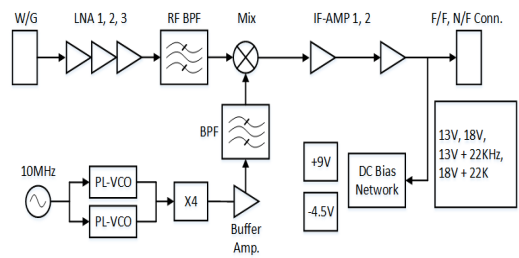 W/G
LNA 1, 2, 3
RF BPF
Mix
IF-AMP 1, 2
F/F, N/F Conn.
BPF
10MHz
PL-VCO
PL-VCO
X4
Buffer
Amp.
+9V
-4.5V
DC Bias
Network
13V, 18V,
13V + 22KHz,
18V + 22K